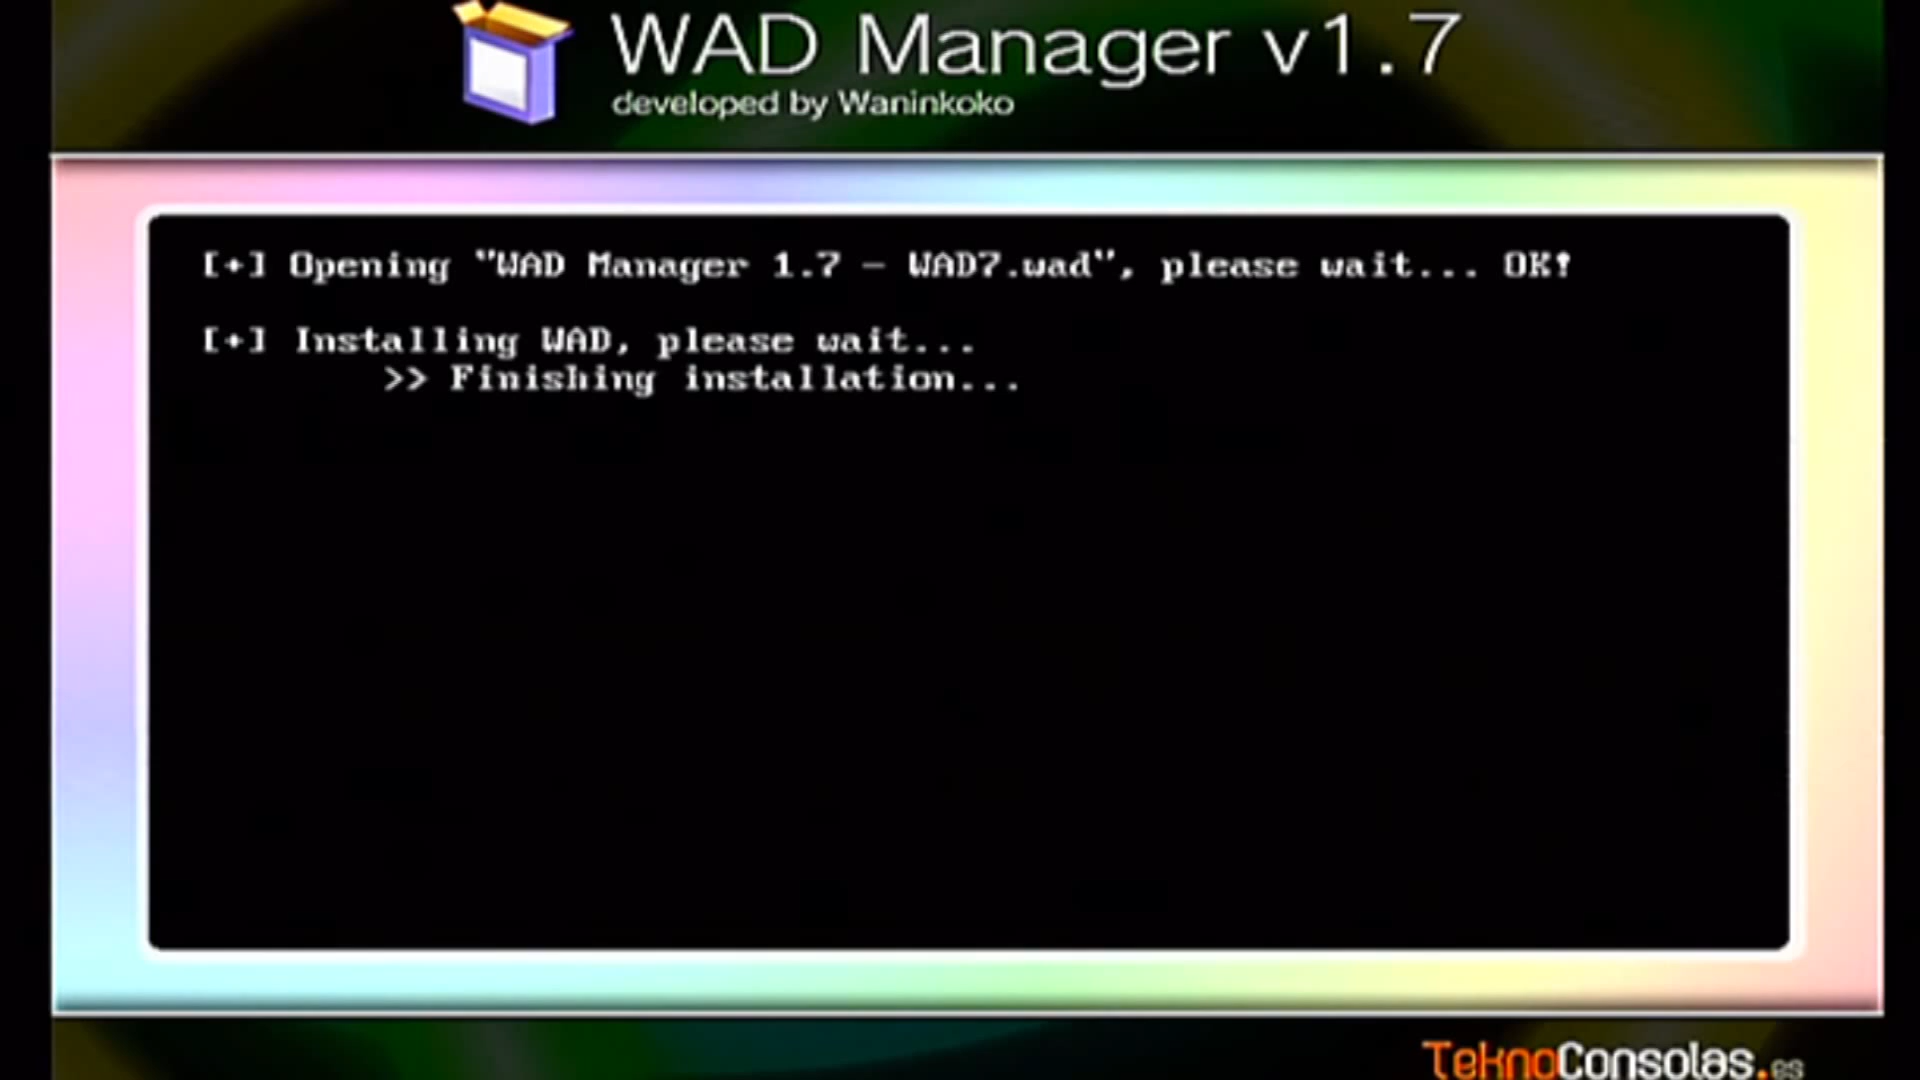 WAD Manager v1.7
developed by Waninkoko
[+] Opening "WAD Manager 1.7 - WAD7.wad", please wait... OK!
[+] Installing WAD, please wait...
>> Finishing installation...
TeknoConsolas.es